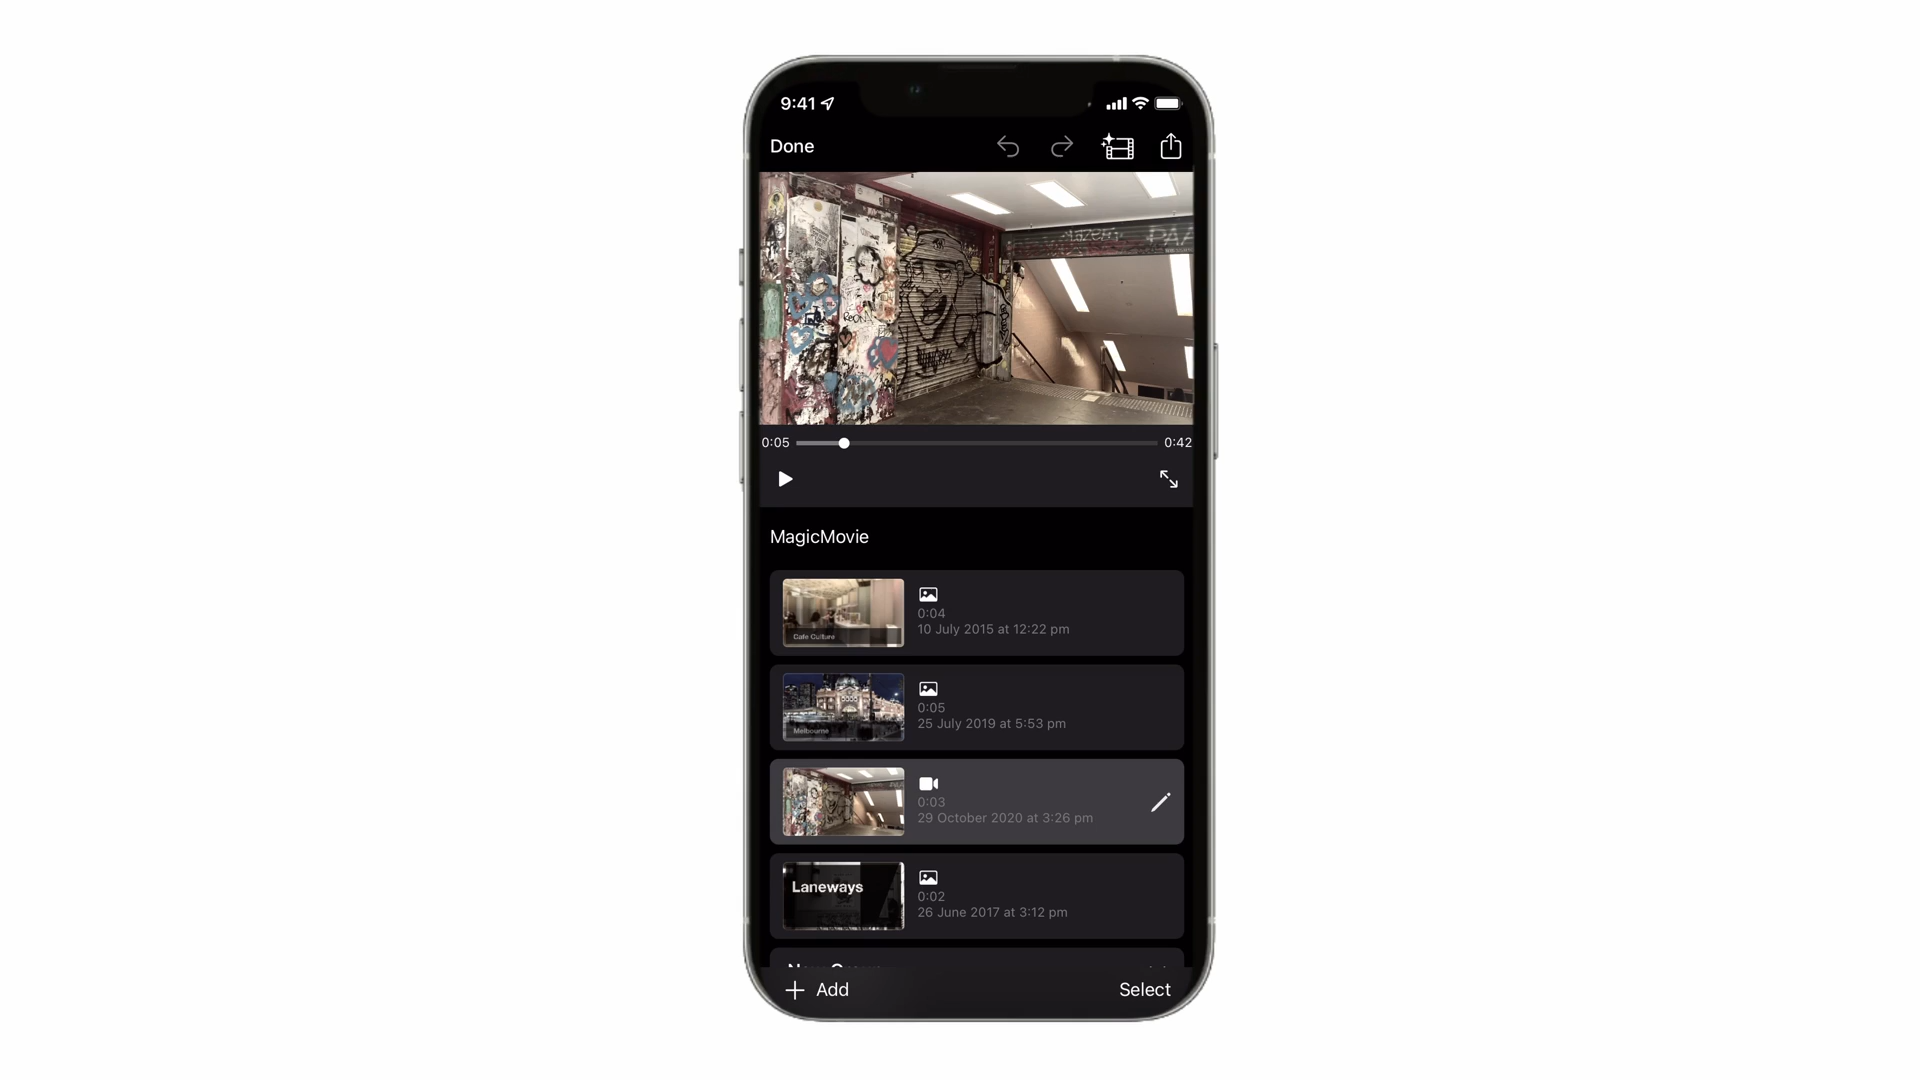 9:41
Done
0:05
0:42
MagicMovie
Cafe Culture
0:04
10 July 2015 at 12:22 pm
Melbourne
0:05
25 July 2019 at 5:53 pm
0:03
29 October 2020 at 3:26 pm
Laneways
0:02
26 June 2017 at 3:12 pm
Add
Select